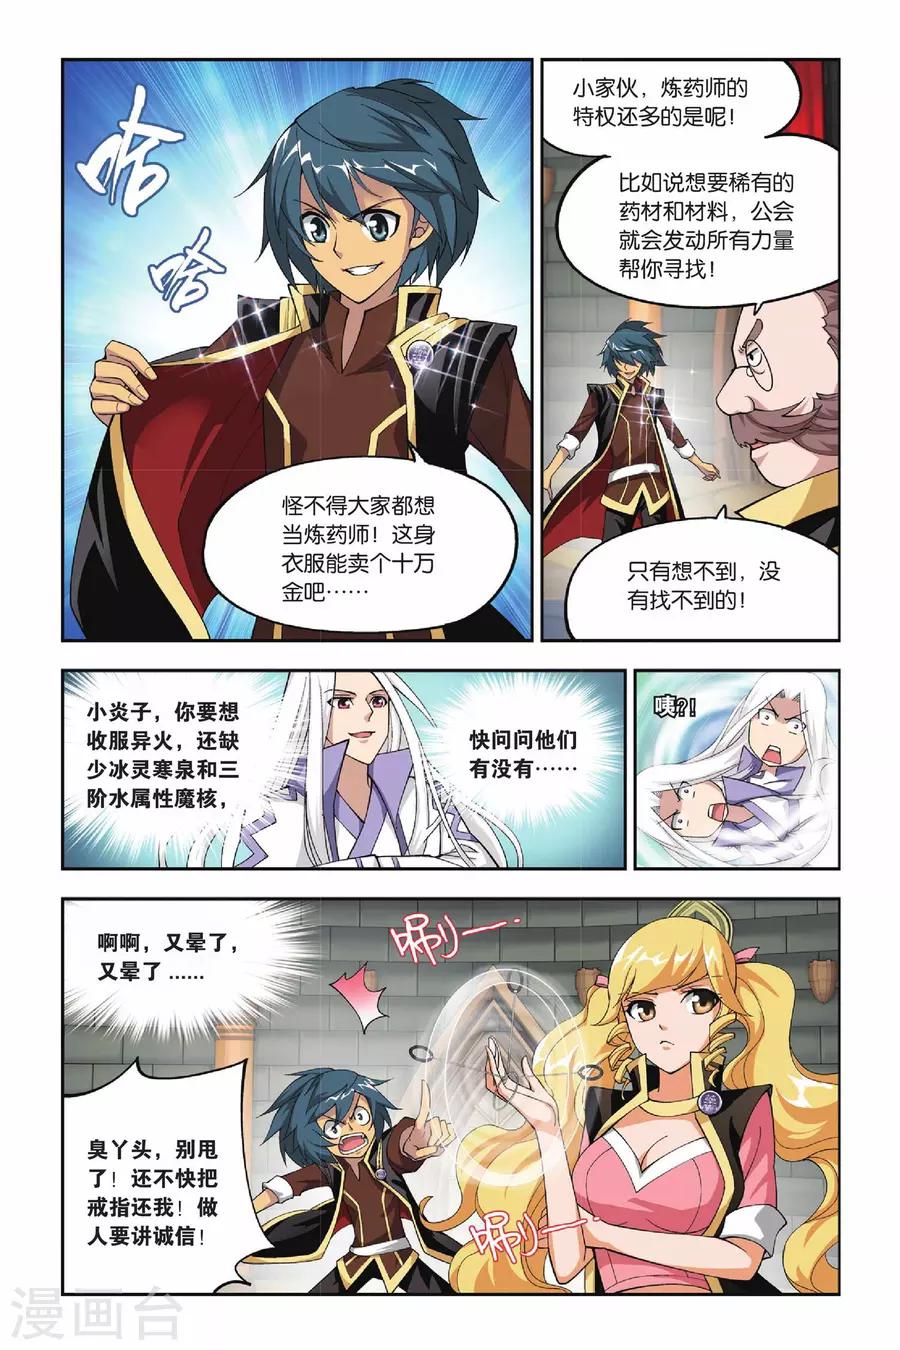 哈
哈
怪不得大家都想
当炼药师！这身
衣服能卖个十万
金吧……
小家伙，炼药师的
特权还多的是呢！
比如说想要稀有的
药材和材料，公会
就会发动所有力量
帮你寻找！
只有想不到，没
有找不到的！
小炎子，你要想
收服异火，还缺
少冰灵寒泉和三
阶水属性魔核，
快问问他们
有没有……
咦?!
啊啊，又晕了，
又晕了……
唰—··
臭丫头，别甩
了！还不快把
戒指还我！做
人要讲诚信！
唰—··
漫画台